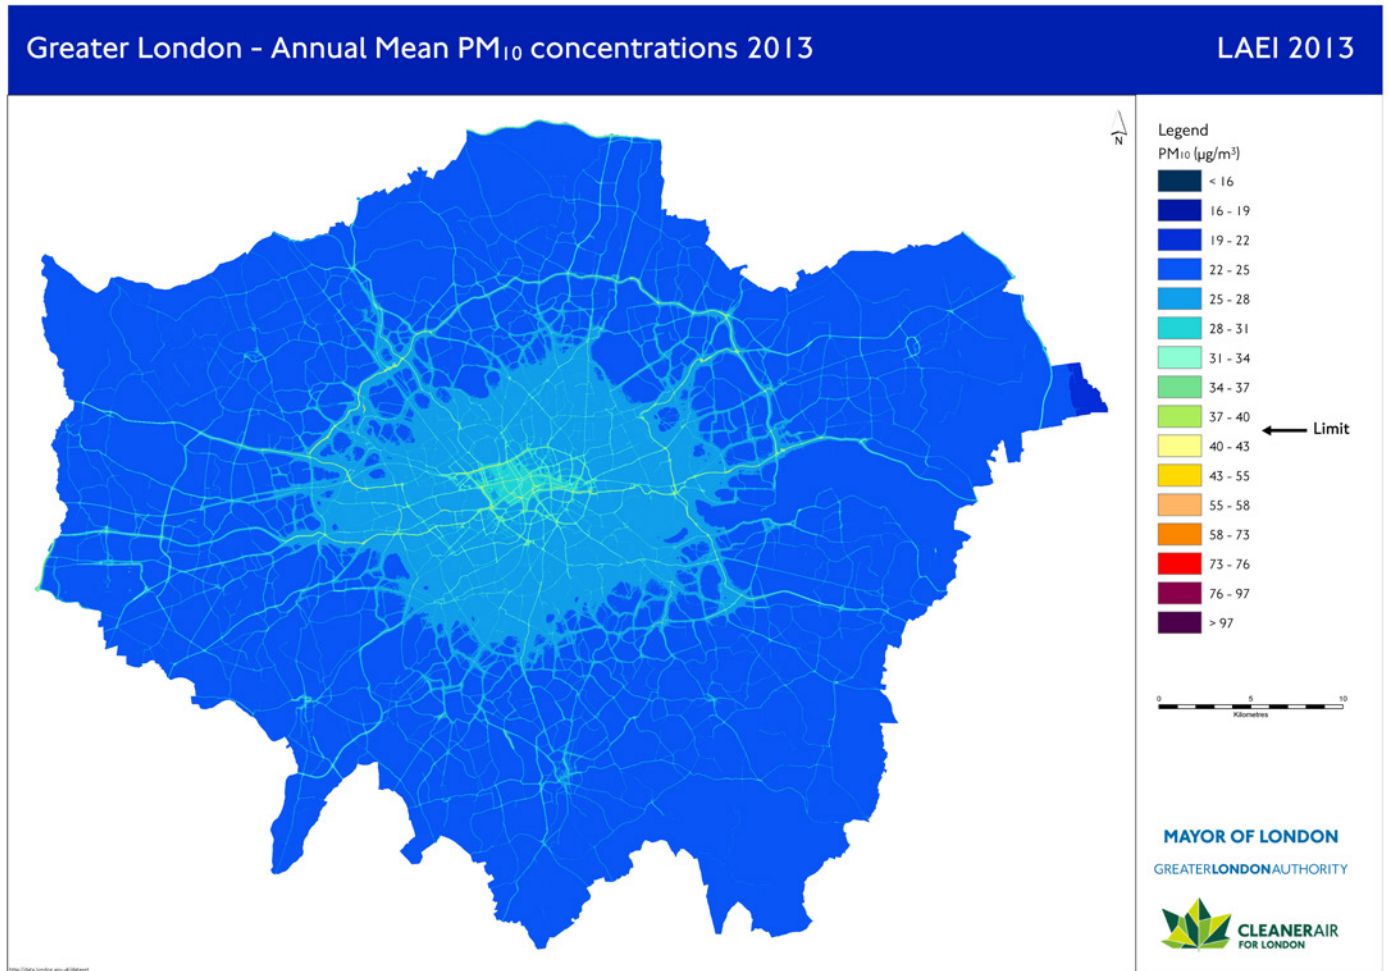 Greater London - Annual Mean PM₁₀ concentrations 2013
LAEI 2013
N
Legend
PM₁₀ (µg/m³)
< 16
16 - 19
19 - 22
22 - 25
25 - 28
28 - 31
31 - 34
34 - 37
37 - 40
Limit
40 - 43
43 - 55
55 - 58
58 - 73
73 - 76
76 - 97
> 97
0 5 10
Kilometres
MAYOR OF LONDON
GREATERLONDONAUTHORITY
CLEANERAIR
FOR LONDON